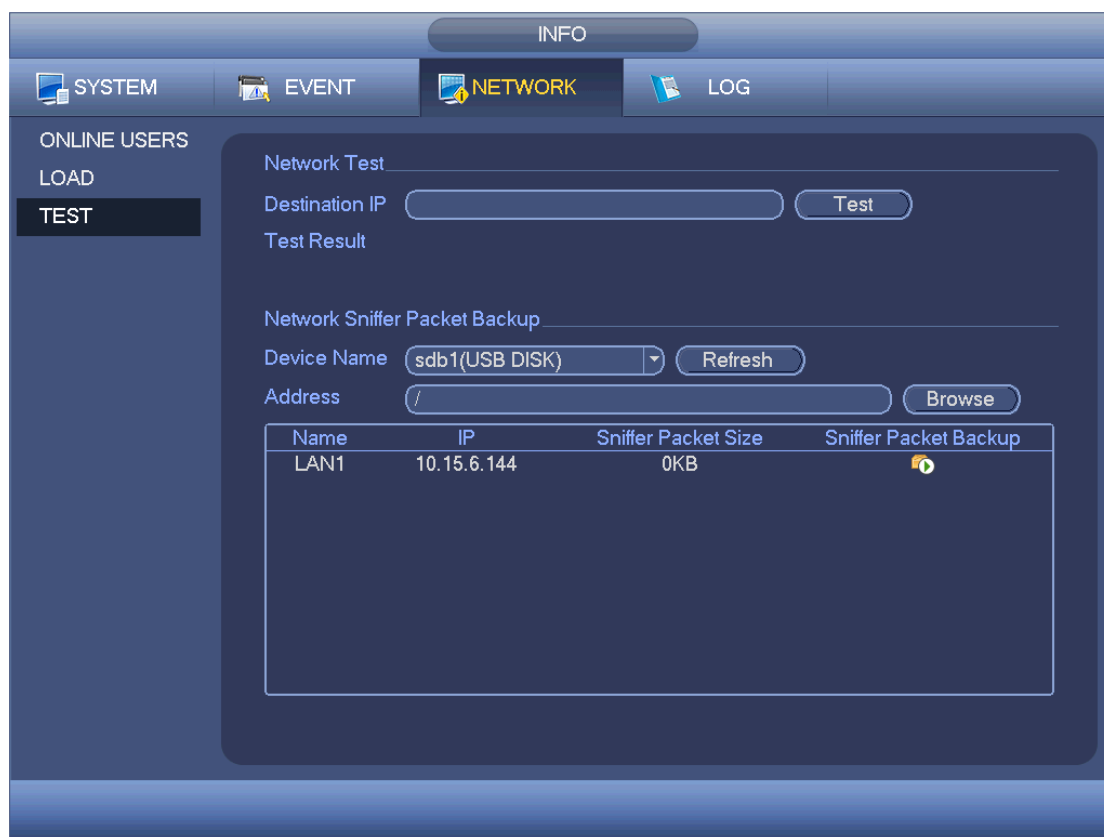 INFO
SYSTEM EVENT NETWORK LOG
ONLINE USERS
LOAD
TEST
Network Test
Destination IP Test
Test Result
Network Sniffer Packet Backup
Device Name sdb1(USB DISK) Refresh
Address / Browse
Name IP Sniffer Packet Size Sniffer Packet Backup
LAN1 10.15.6.144 0KB